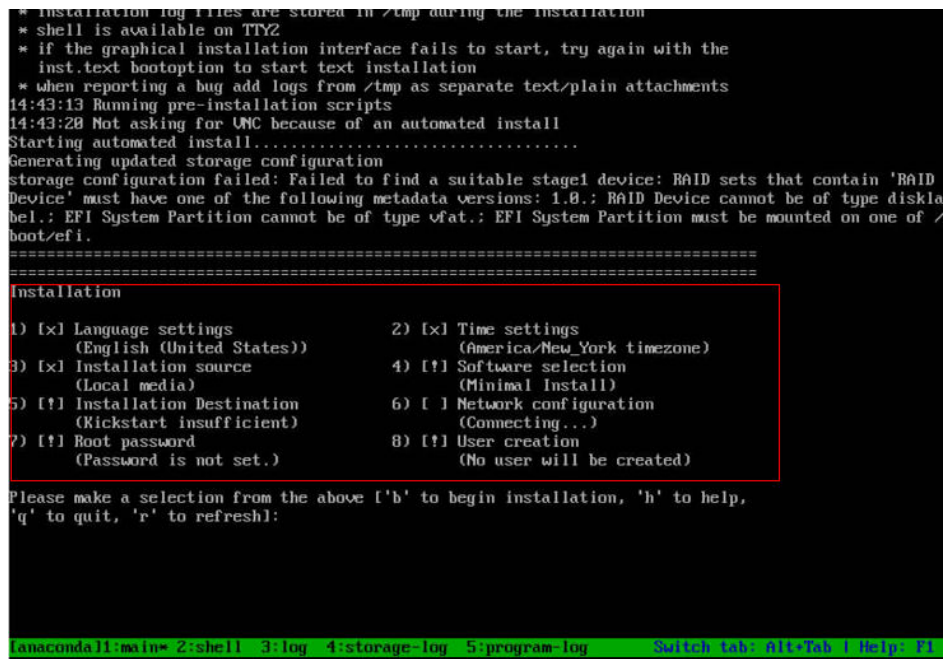 * installation log files are stored in /tmp during the installation
* shell is available on TTY2
* if the graphical installation interface fails to start, try again with the
inst.text bootoption to start text installation
* when reporting a bug add logs from /tmp as separate text/plain attachments
14:43:13 Running pre-installation scripts
14:43:20 Not asking for VNC because of an automated install
Starting automated install...................................
Generating updated storage configuration
storage configuration failed: Failed to find a suitable stage1 device: RAID sets that contain 'RAID
Device' must have one of the following metadata versions: 1.0.; RAID Device cannot be of type diskla
bel.; EFI System Partition cannot be of type vfat.; EFI System Partition must be mounted on one of /
boot/efi.
================================================================================
================================================================================
Installation
1) [x] Language settings 2) [x] Time settings
(English (United States)) (America/New_York timezone)
3) [x] Installation source 4) [!] Software selection
(Local media) (Minimal Install)
5) [!] Installation Destination 6) [ ] Network configuration
(Kickstart insufficient) (Connecting...)
7) [!] Root password 8) [!] User creation
(Password is not set.) (No user will be created)
Please make a selection from the above ['b' to begin installation, 'h' to help,
'q' to quit, 'r' to refresh]:
[anaconda]1:main* 2:shell 3:log 4:storage-log 5:program-log Switch tab: Alt+Tab | Help: F1